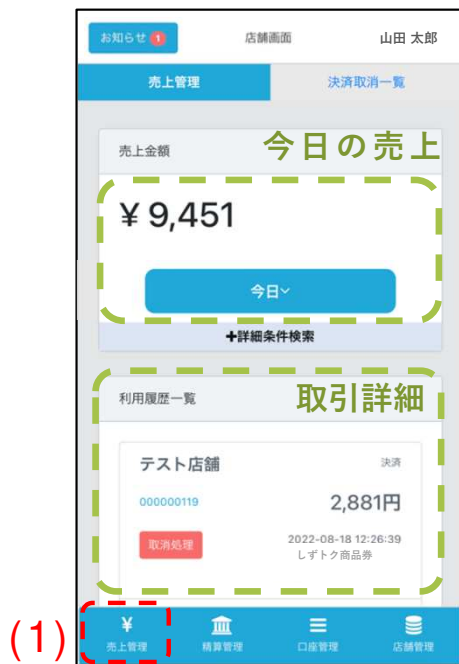 お知らせ 1 店舗画面 山田 太郎
売上管理 決済取消一覧
売上金額 今日の売上
¥ 9,451
今日
+詳細条件検索
利用履歴一覧 取引詳細
テスト店舗 決済
000000119 2,881円
取消処理 2022-08-18 12:26:39
しずトク商品券
(1) ¥
売上管理 精算管理 口座管理 店舗管理